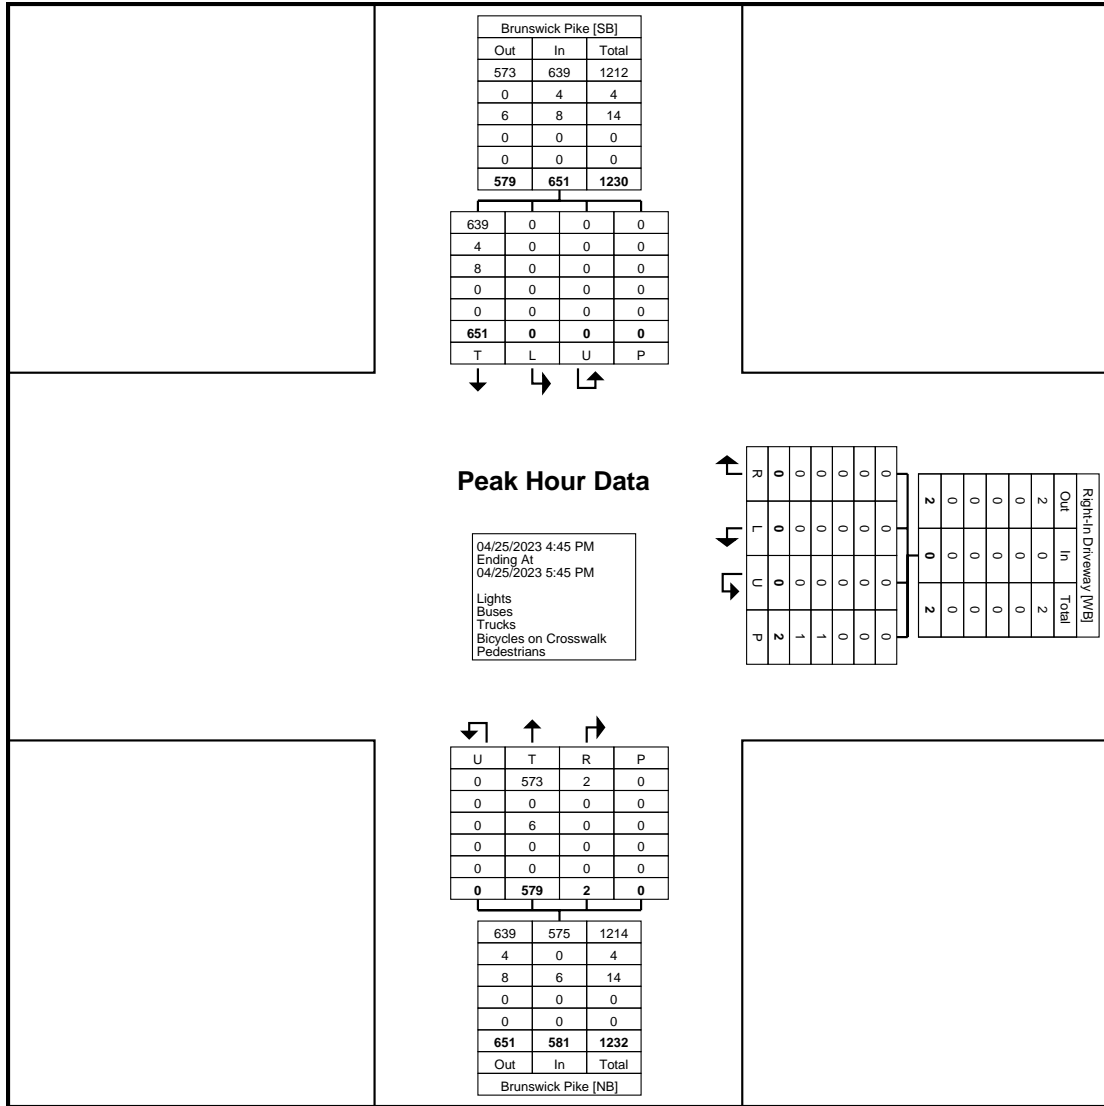 Brunswick Pike [SB]
Out In Total
573 639 1212
0 4 4
6 8 14
0 0 0
0 0 0
579 651 1230
639 0 0 0
4 0 0 0
8 0 0 0
0 0 0 0
0 0 0 0
651 0 0 0
T L U P
Peak Hour Data
04/25/2023 4:45 PM
Ending At
04/25/2023 5:45 PM
Lights
Buses
Trucks
Bicycles on Crosswalk
Pedestrians
Right-In Driveway [WB]
Out In Total
2 0 2
0 0 0
0 0 0
0 0 0
0 0 0
2 0 2
0 0 0 0
0 0 0 0
0 0 0 0
0 0 0 1
0 0 0 1
0 0 0 2
R L U P
U T R P
0 573 2 0
0 0 0 0
0 6 0 0
0 0 0 0
0 0 0 0
0 579 2 0
639 575 1214
4 0 4
8 6 14
0 0 0
0 0 0
651 581 1232
Out In Total
Brunswick Pike [NB]